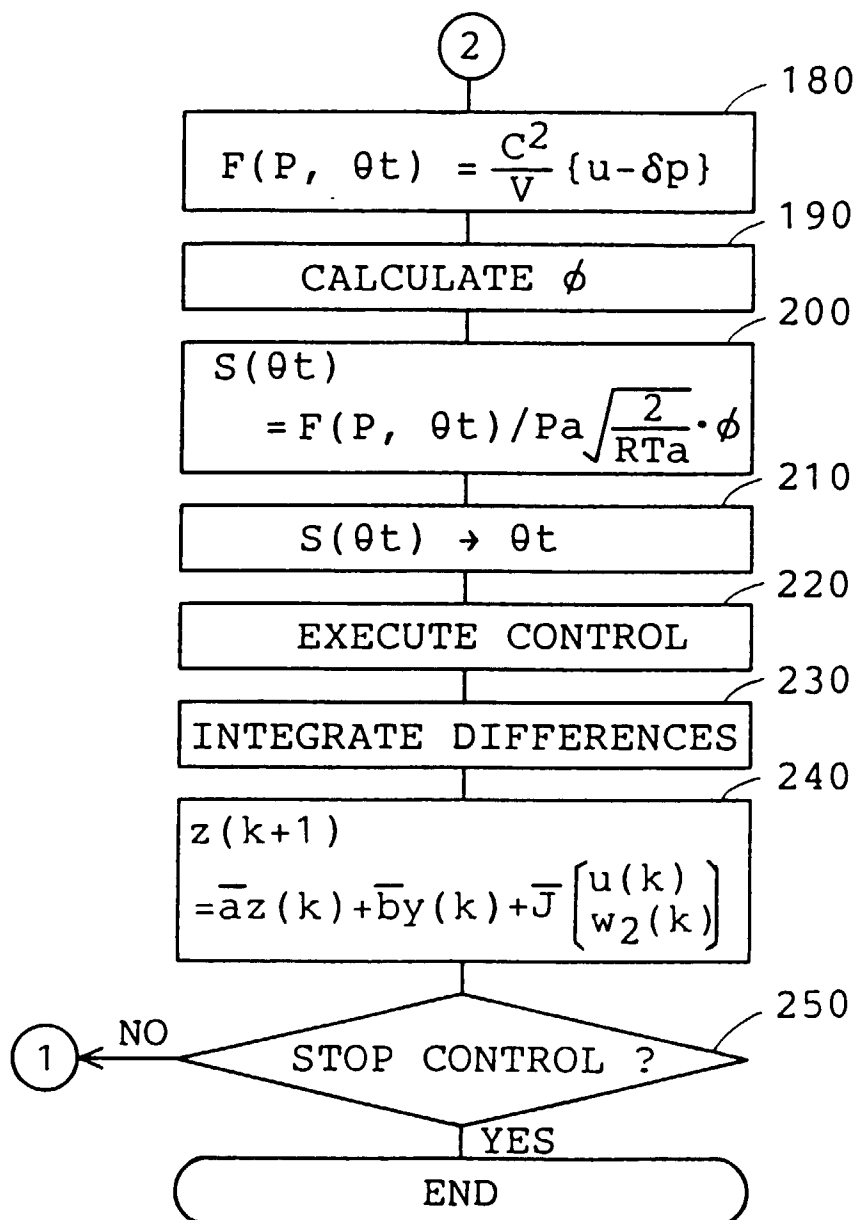 2
180
F(P, θt) = C²/V {u-δp}
190
CALCULATE ϕ
200
S(θt)
=F(P, θt)/Pa√(2/RTa)·ϕ
210
S(θt) → θt
220
EXECUTE CONTROL
230
INTEGRATE DIFFERENCES
240
z(k+1)
=a̅z(k)+b̅y(k)+J̅[u(k)
w₂(k)]
250
1
NO
STOP CONTROL ?
YES
END